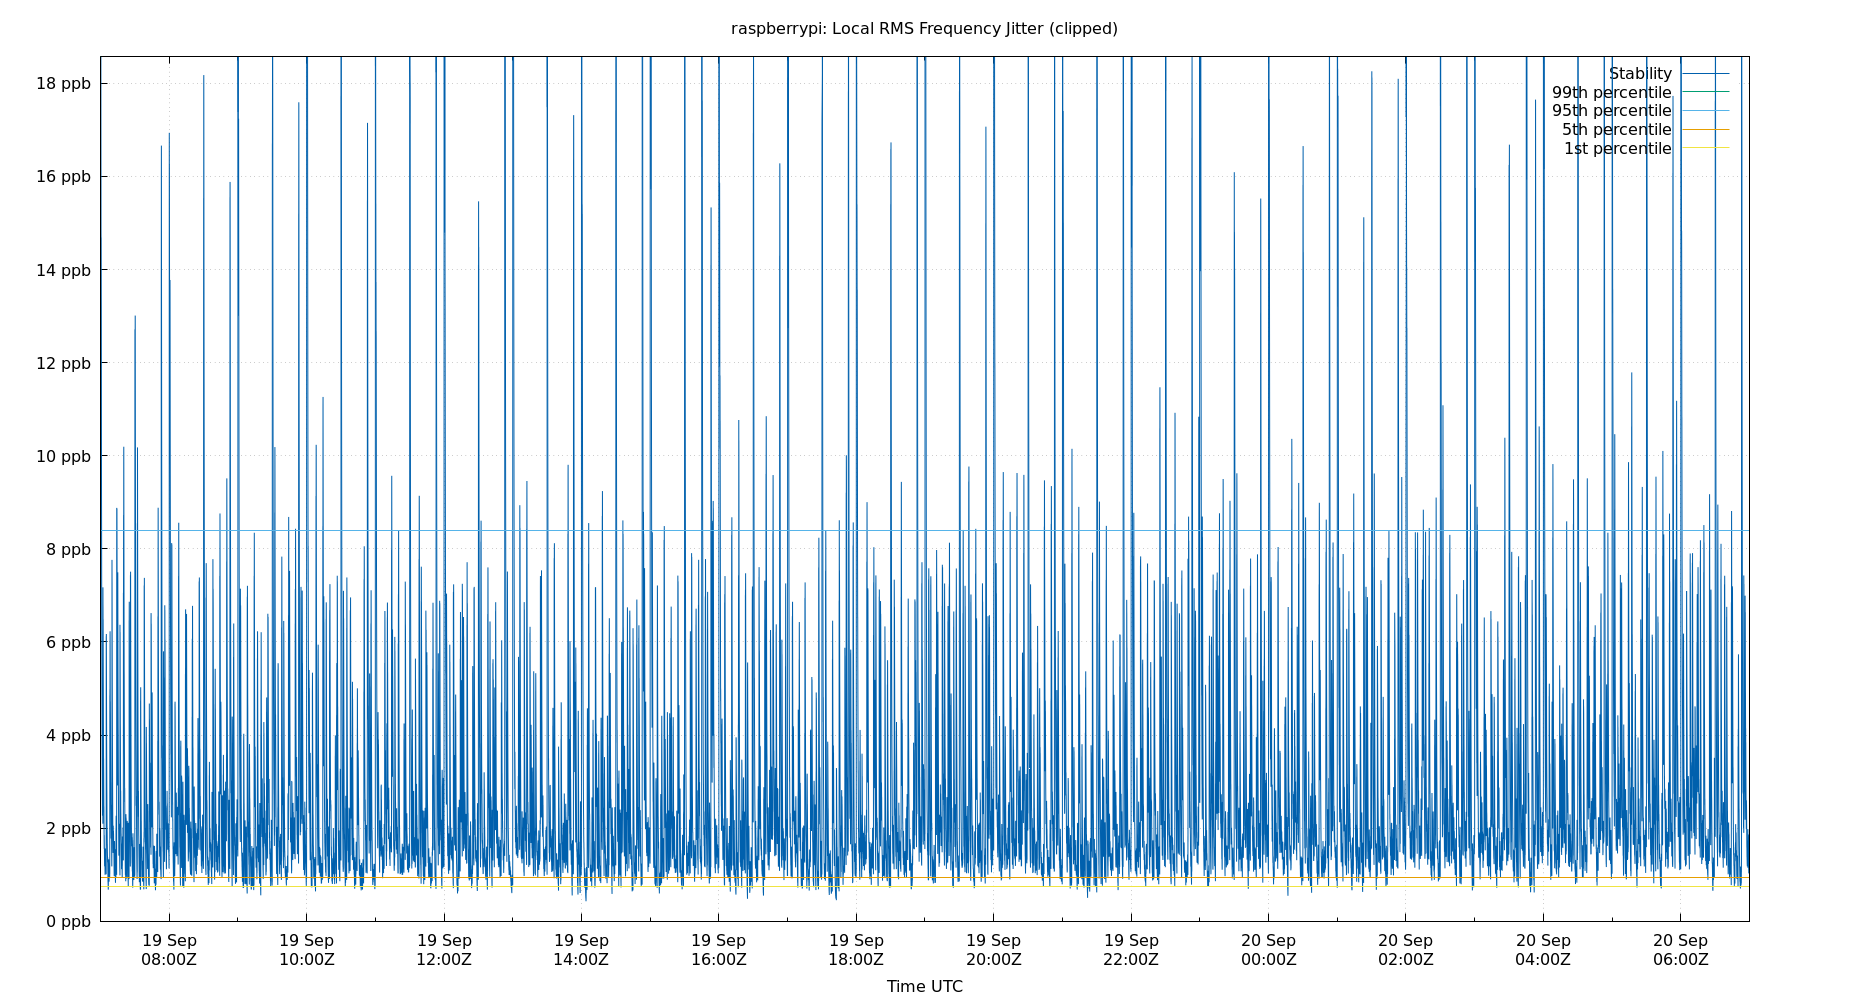 raspberrypi: Local RMS Frequency Jitter (clipped)
18 ppb
16 ppb
14 ppb
12 ppb
10 ppb
8 ppb
6 ppb
4 ppb
2 ppb
0 ppb
Stability
99th percentile
95th percentile
5th percentile
1st percentile
19 Sep 19 Sep 19 Sep 19 Sep 19 Sep 19 Sep 19 Sep 19 Sep 20 Sep 20 Sep 20 Sep 20 Sep
08:00Z 10:00Z 12:00Z 14:00Z 16:00Z 18:00Z 20:00Z 22:00Z 00:00Z 02:00Z 04:00Z 06:00Z
Time UTC